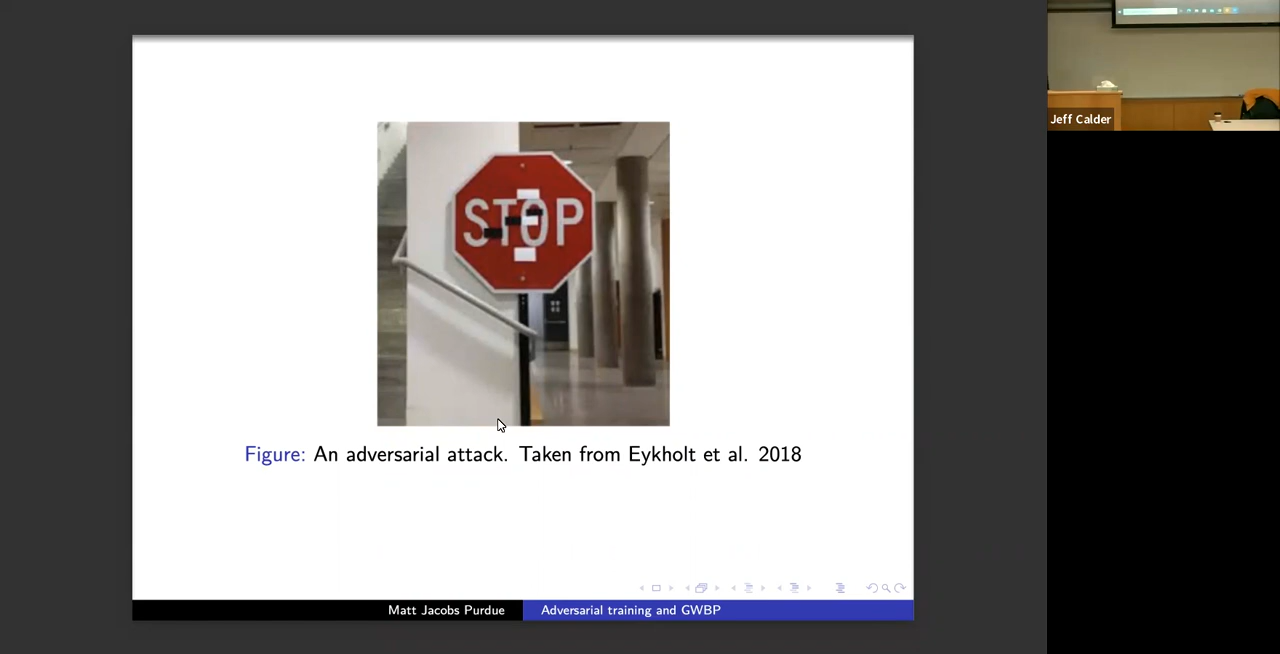 STOP
Figure: An adversarial attack. Taken from Eykholt et al. 2018
Matt Jacobs Purdue
Adversarial training and GWBP
Jeff Calder